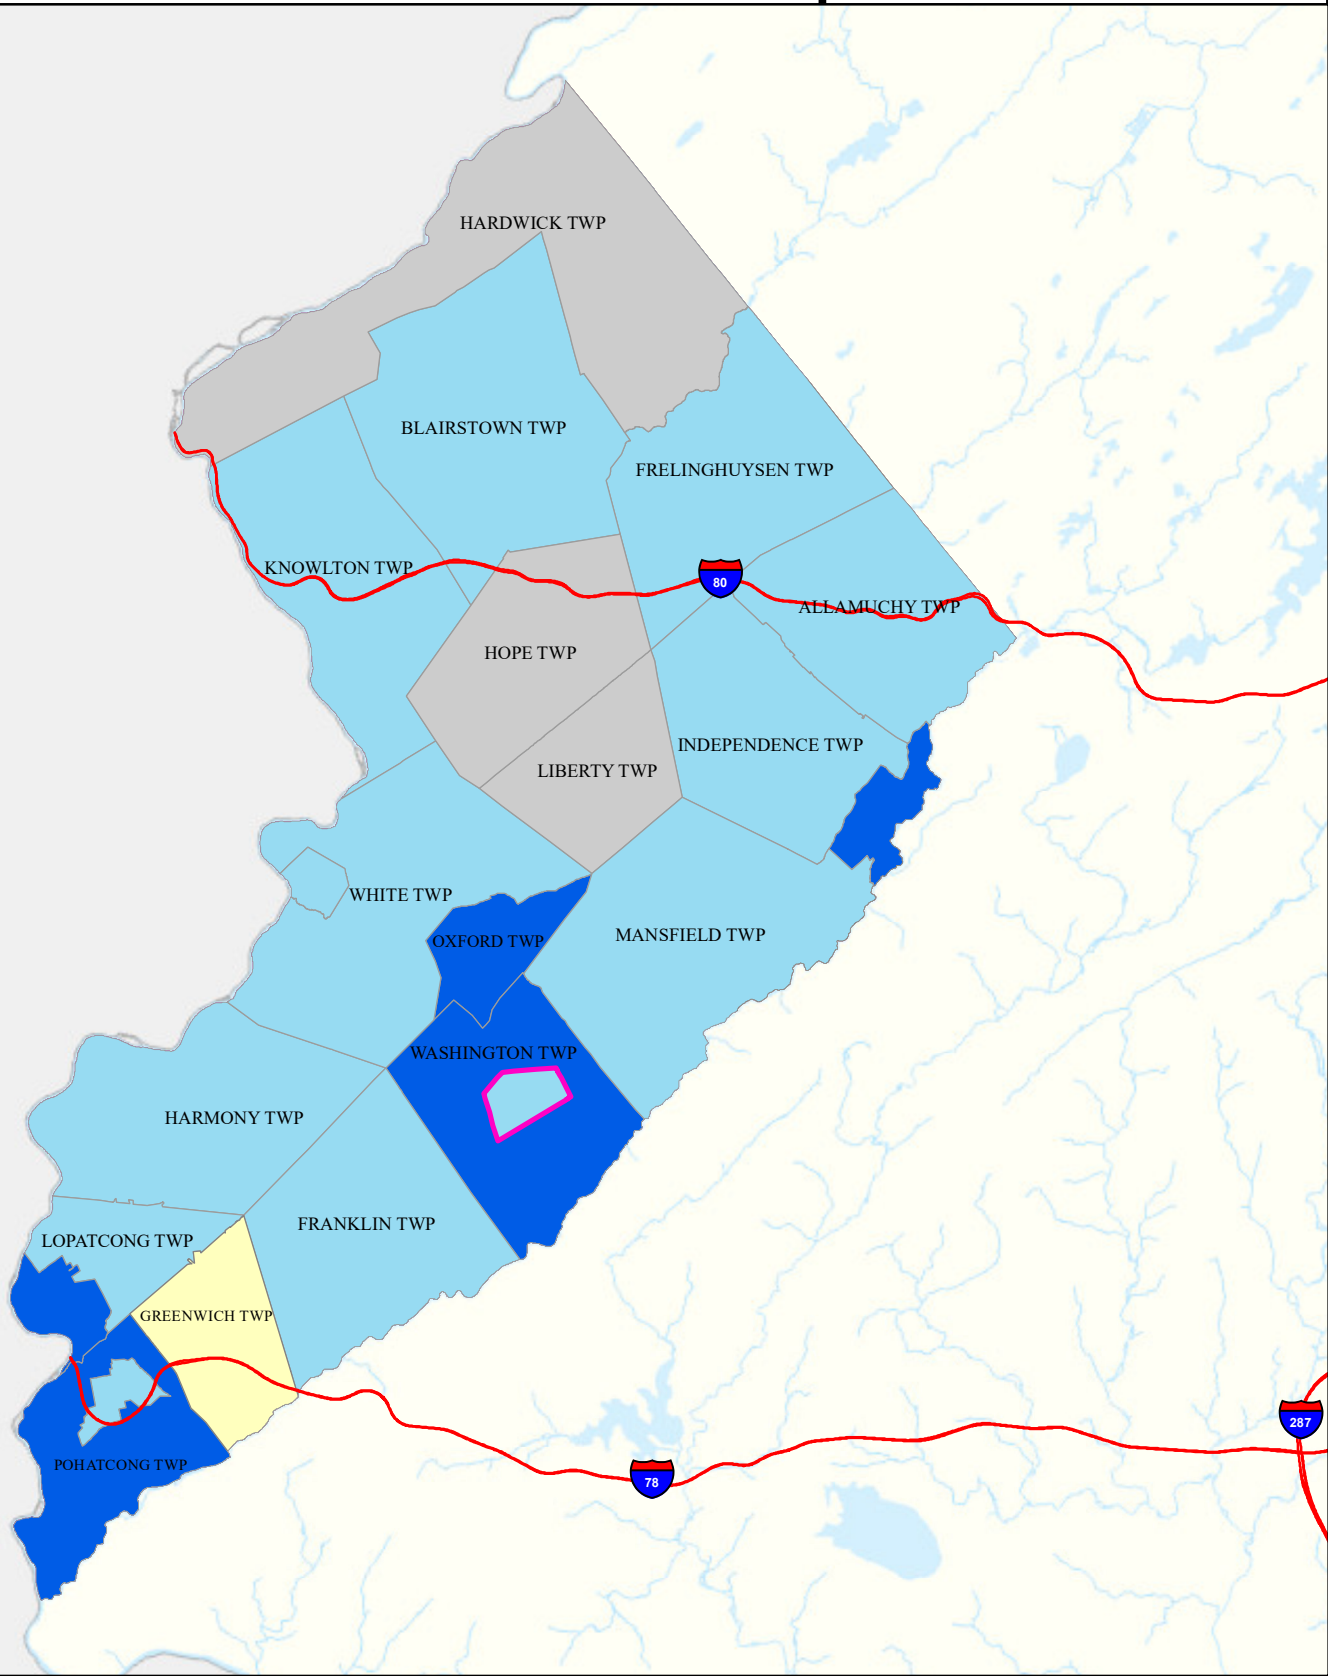 HARDWICK TWP
BLAIRSTOWN TWP
FRELINGHUYSEN TWP
KNOWLTON TWP
80
ALLAMUCHY TWP
HOPE TWP
INDEPENDENCE TWP
LIBERTY TWP
WHITE TWP
OXFORD TWP
MANSFIELD TWP
WASHINGTON TWP
HARMONY TWP
FRANKLIN TWP
LOPATCONG TWP
GREENWICH TWP
287
POHATCONG TWP
78